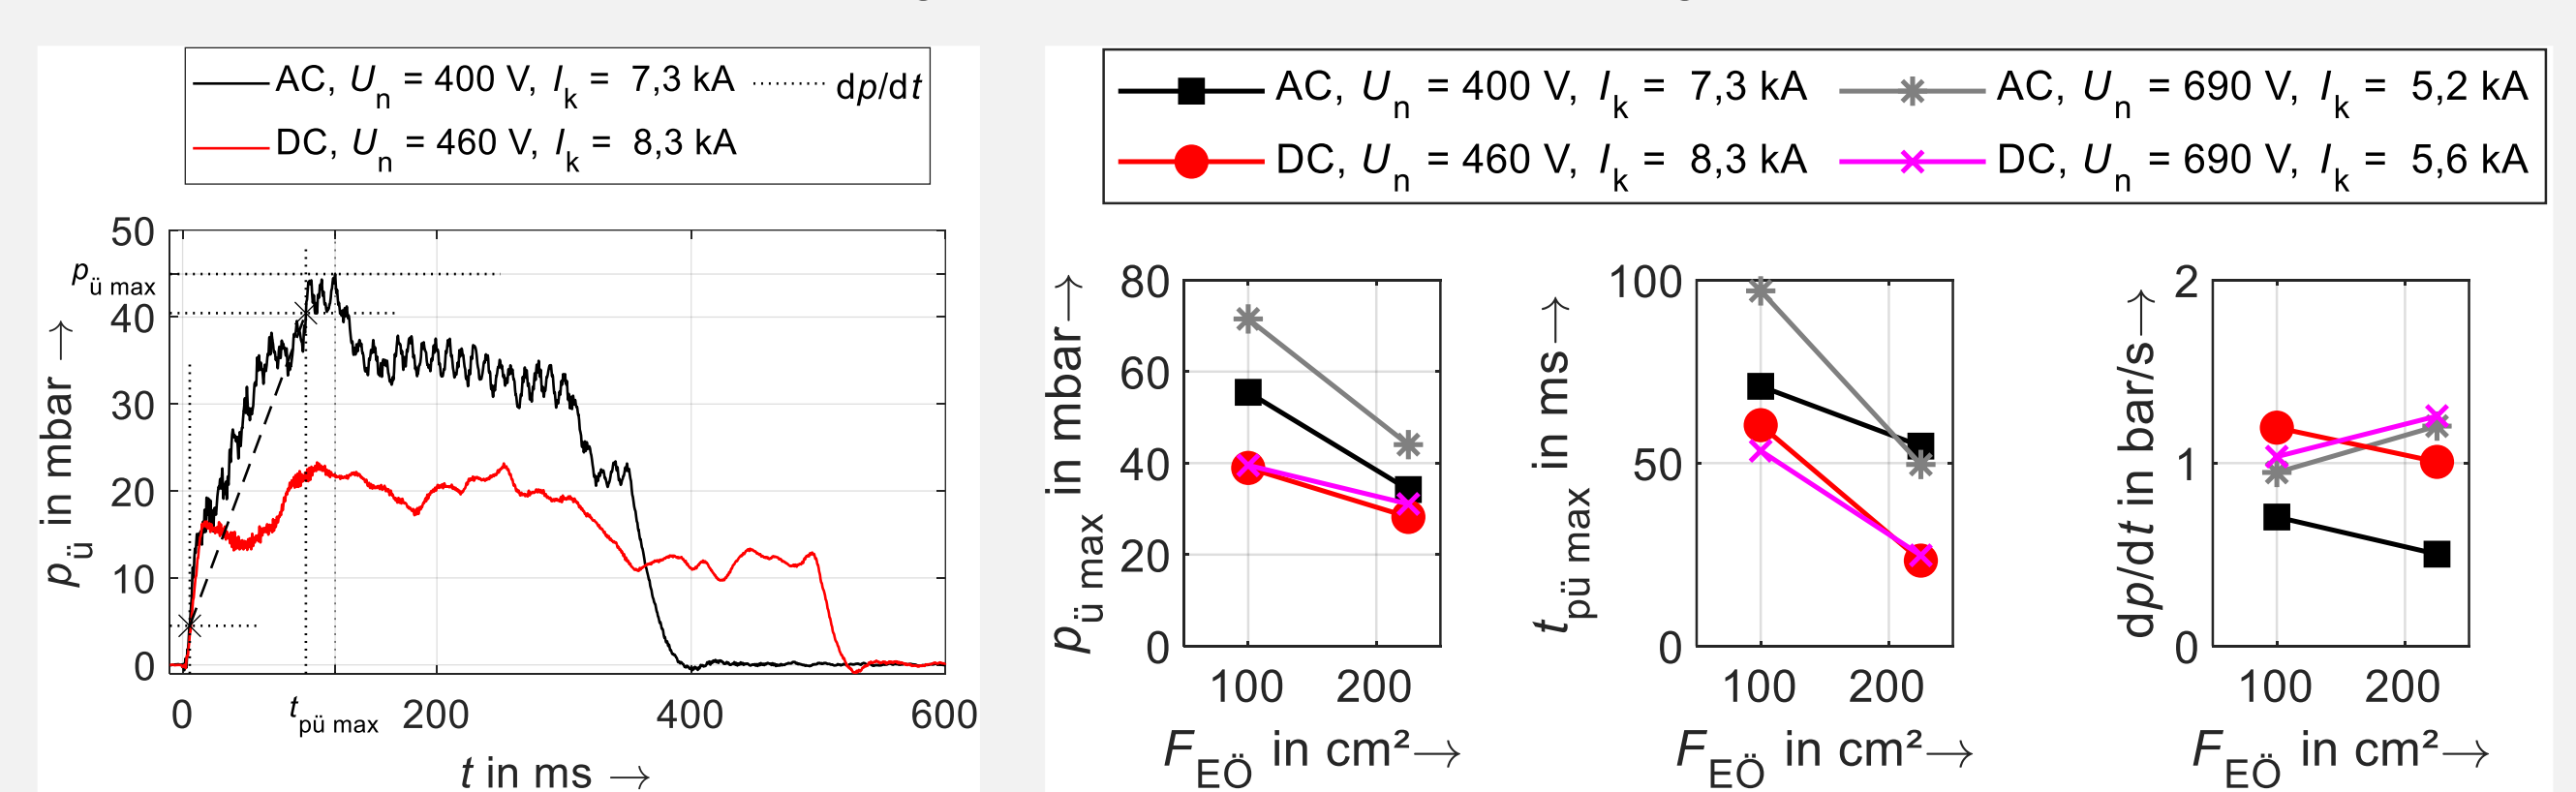 AC, Un = 400 V, Ik = 7,3 kA dp/dt
DC, Un = 460 V, Ik = 8,3 kA
50
pü max
40
30
20
10
0
pü in mbar →
0 tpü max 200 400 600
t in ms →
AC, Un = 400 V, Ik = 7,3 kA AC, Un = 690 V, Ik = 5,2 kA
DC, Un = 460 V, Ik = 8,3 kA DC, Un = 690 V, Ik = 5,6 kA
80
60
40
20
0
pü max in mbar→
100 200
FEÖ in cm²→
100
50
0
tpü max in ms→
100 200
FEÖ in cm²→
2
1
0
dp/dt in bar/s→
100 200
FEÖ in cm²→